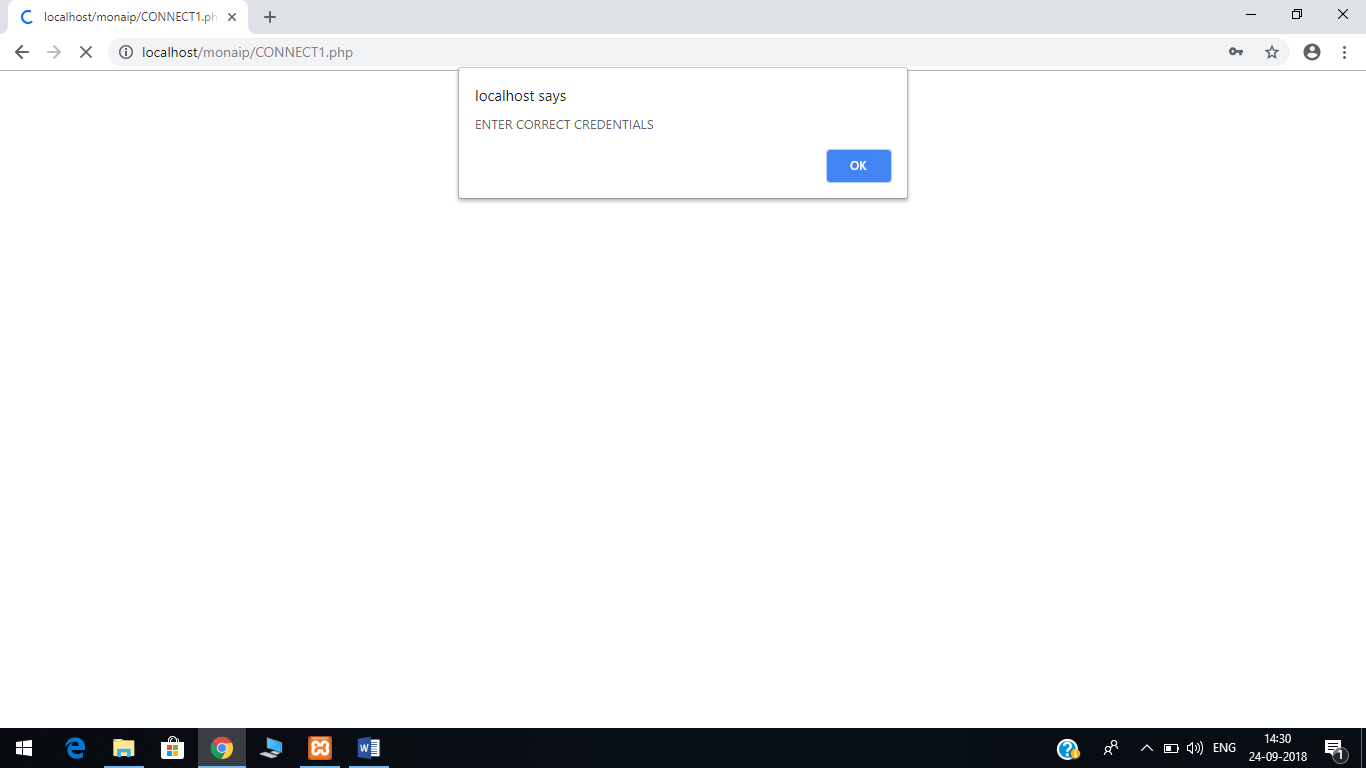 localhost/monaip/CONNECT1.ph
localhost/monaip/CONNECT1.php
localhost says
ENTER CORRECT CREDENTIALS
OK
ENG
14:30
24-09-2018
1